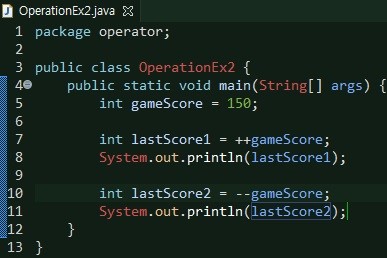 OperationEx2.java
1 package operator;
2
3 public class OperationEx2 {
4 public static void main(String[] args) {
5 int gameScore = 150;
6
7 int lastScore1 = ++gameScore;
8 System.out.println(lastScore1);
9
10 int lastScore2 = --gameScore;
11 System.out.println(lastScore2);
12 }
13 }